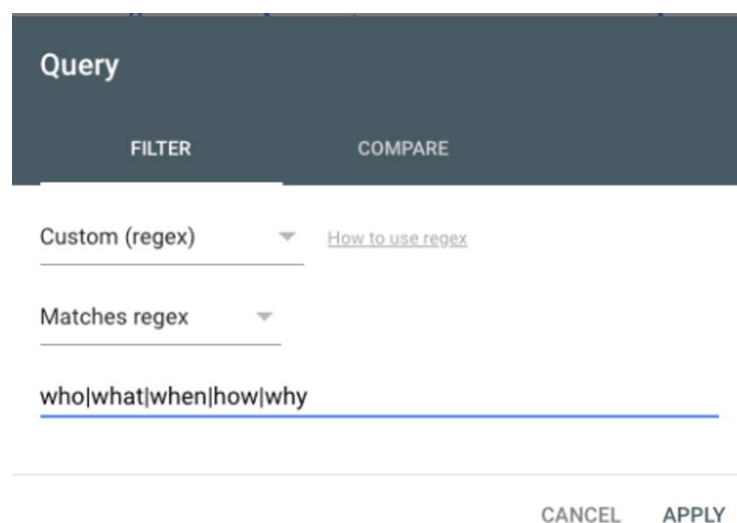 Query
FILTER COMPARE
Custom (regex) How to use regex
Matches regex
who|what|when|how|why
CANCEL APPLY